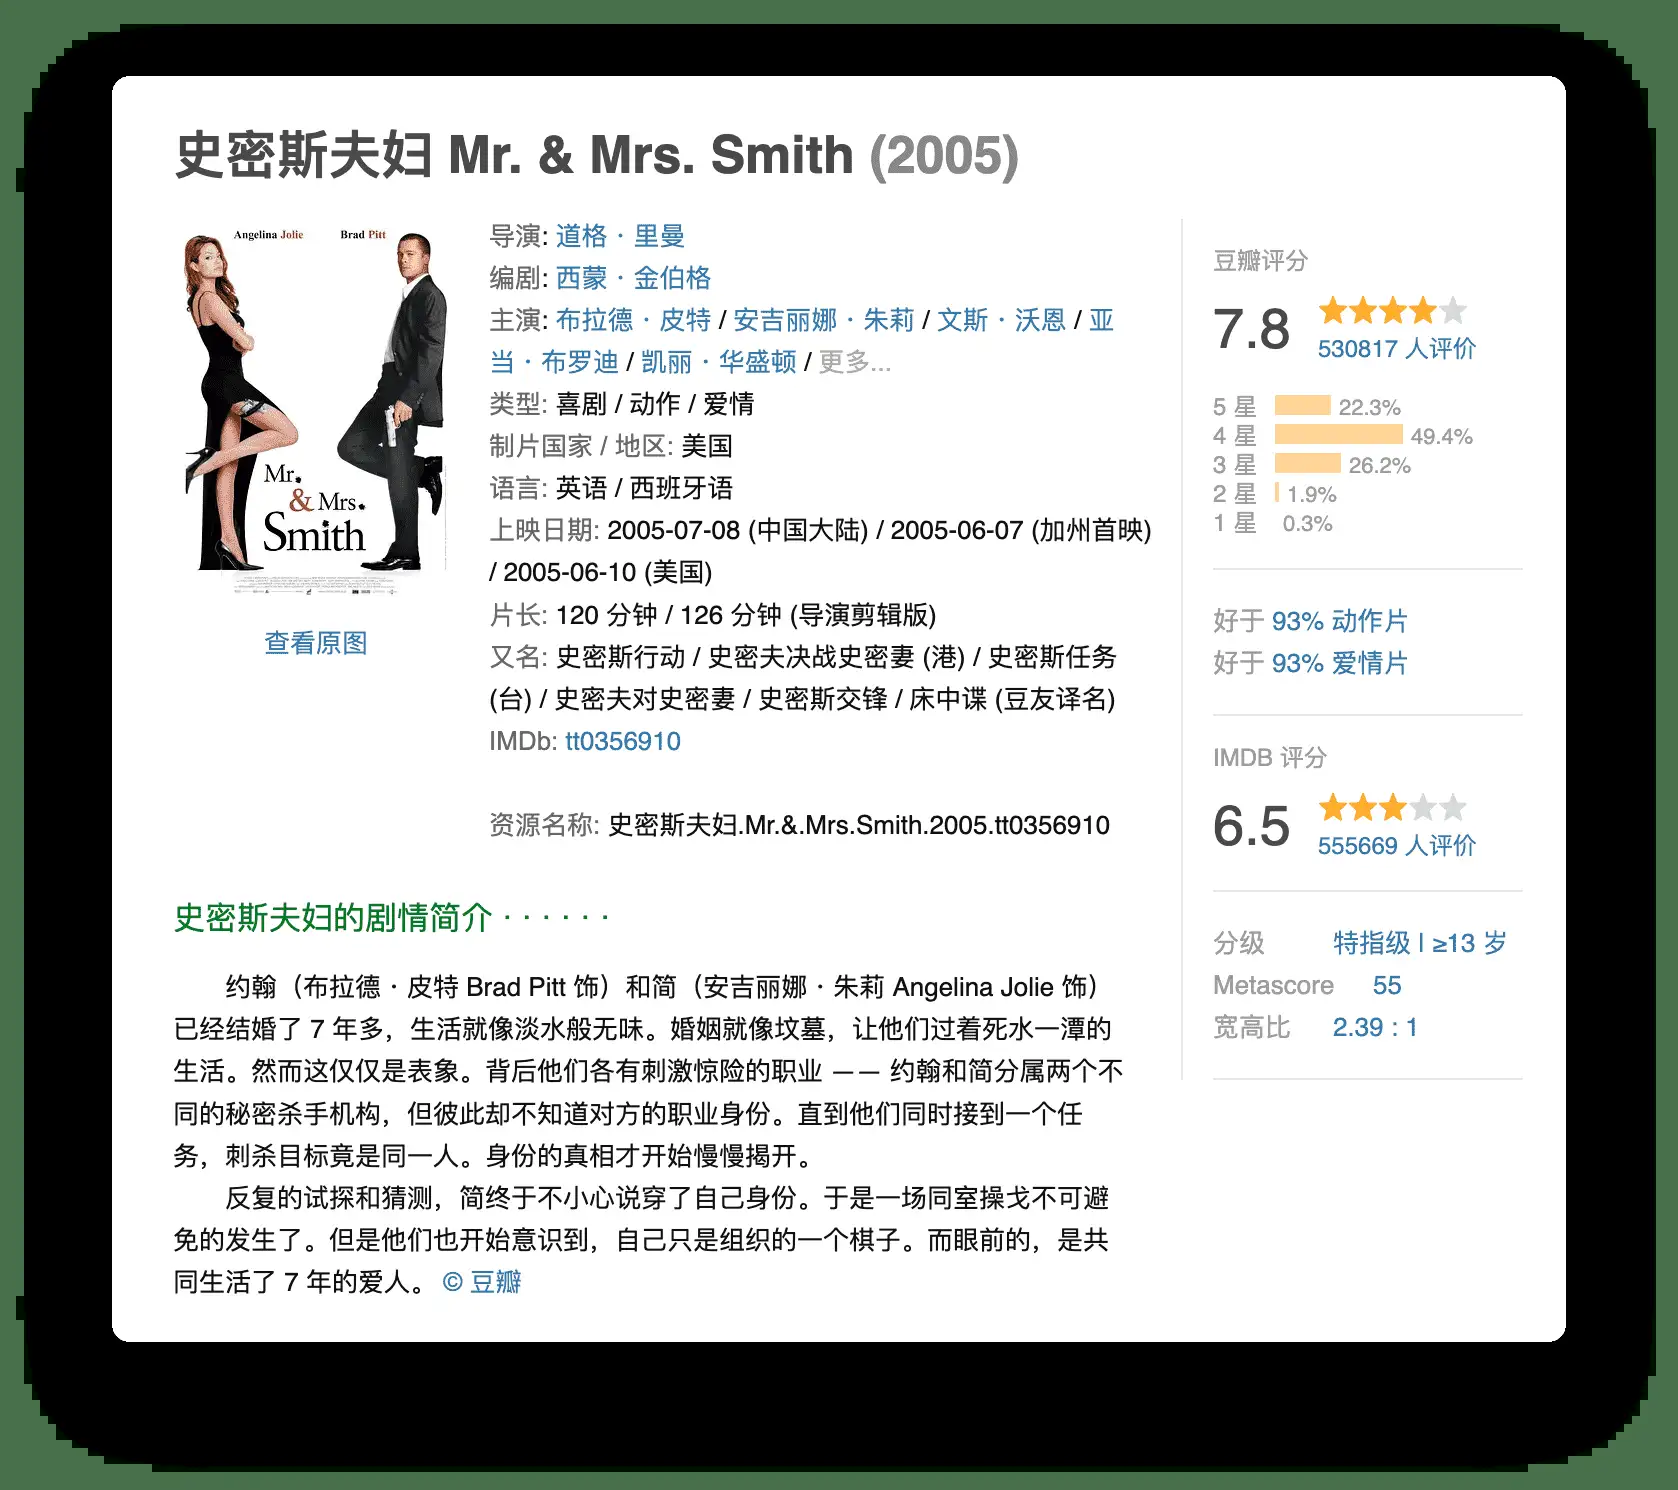 史密斯夫妇 Mr. & Mrs. Smith (2005)
Angelina Jolie Brad Pitt
Mr.
& Mrs.
Smith
查看原图
导演: 道格 · 里曼
编剧: 西蒙 · 金伯格
主演: 布拉德 · 皮特 / 安吉丽娜 · 朱莉 / 文斯 · 沃恩 / 亚
当 · 布罗迪 / 凯丽 · 华盛顿 / 更多...
类型: 喜剧 / 动作 / 爱情
制片国家 / 地区: 美国
语言: 英语 / 西班牙语
上映日期: 2005-07-08 (中国大陆) / 2005-06-07 (加州首映)
/ 2005-06-10 (美国)
片长: 120 分钟 / 126 分钟 (导演剪辑版)
又名: 史密斯行动 / 史密夫决战史密妻 (港) / 史密斯任务
(台) / 史密夫对史密妻 / 史密斯交锋 / 床中谍 (豆友译名)
IMDb: tt0356910
资源名称: 史密斯夫妇.Mr.&.Mrs.Smith.2005.tt0356910
豆瓣评分
7.8
530817 人评价
5 星 22.3%
4 星 49.4%
3 星 26.2%
2 星 1.9%
1 星 0.3%
好于 93% 动作片
好于 93% 爱情片
IMDB 评分
6.5
555669 人评价
分级 特指级 | ≥13 岁
Metascore 55
宽高比 2.39 : 1
史密斯夫妇的剧情简介 · · · · · ·
约翰（布拉德 · 皮特 Brad Pitt 饰）和简（安吉丽娜 · 朱莉 Angelina Jolie 饰）
已经结婚了 7 年多，生活就像淡水般无味。婚姻就像坟墓，让他们过着死水一潭的
生活。然而这仅仅是表象。背后他们各有刺激惊险的职业 —— 约翰和简分属两个不
同的秘密杀手机构，但彼此却不知道对方的职业身份。直到他们同时接到一个任
务，刺杀目标竟是同一人。身份的真相才开始慢慢揭开。
反复的试探和猜测，简终于不小心说穿了自己身份。于是一场同室操戈不可避
免的发生了。但是他们也开始意识到，自己只是组织的一个棋子。而眼前的，是共
同生活了 7 年的爱人。 © 豆瓣